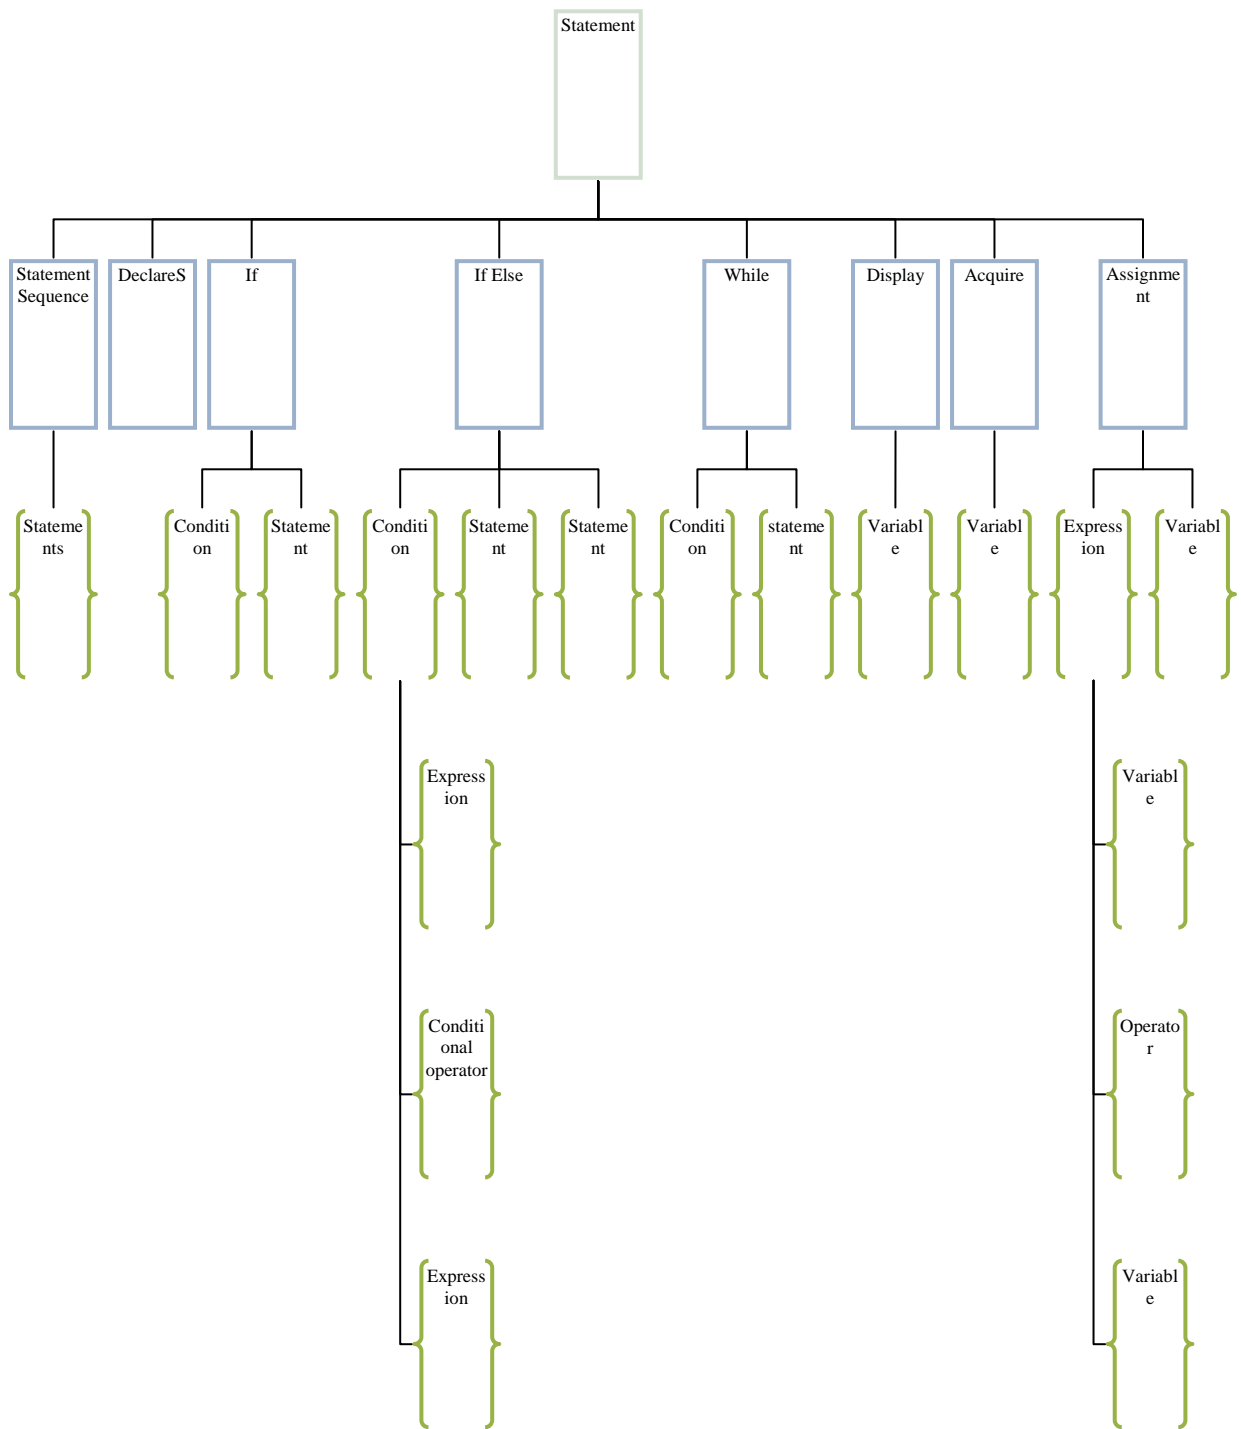 Statement
Statement
Sequence
DeclareS
If
If Else
While
Display
Acquire
Assignme
nt
Stateme
nts
Conditi
on
Stateme
nt
Conditi
on
Stateme
nt
Stateme
nt
Conditi
on
stateme
nt
Variabl
e
Variabl
e
Express
ion
Variabl
e
Express
ion
Variabl
e
Conditi
onal
operator
Operato
r
Express
ion
Variabl
e